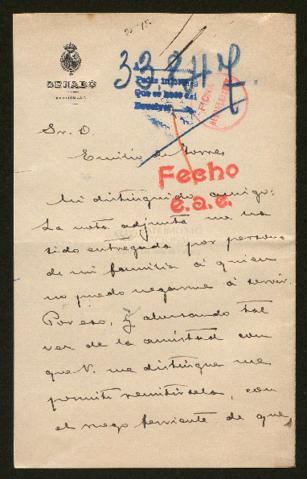 SENADO
33247
Fecho
e.a.e.
Sr. D.
Emilio de Torres
Mi distinguido amigo:
La nota adjunta me ha
sido entregada por persona
de mi familia á quien
no puedo negarme á servir.
Por eso, y abusando tal
vez de la amistad con
que V. me distingue me
permito remitírsela, con
el ruego ferviente de que